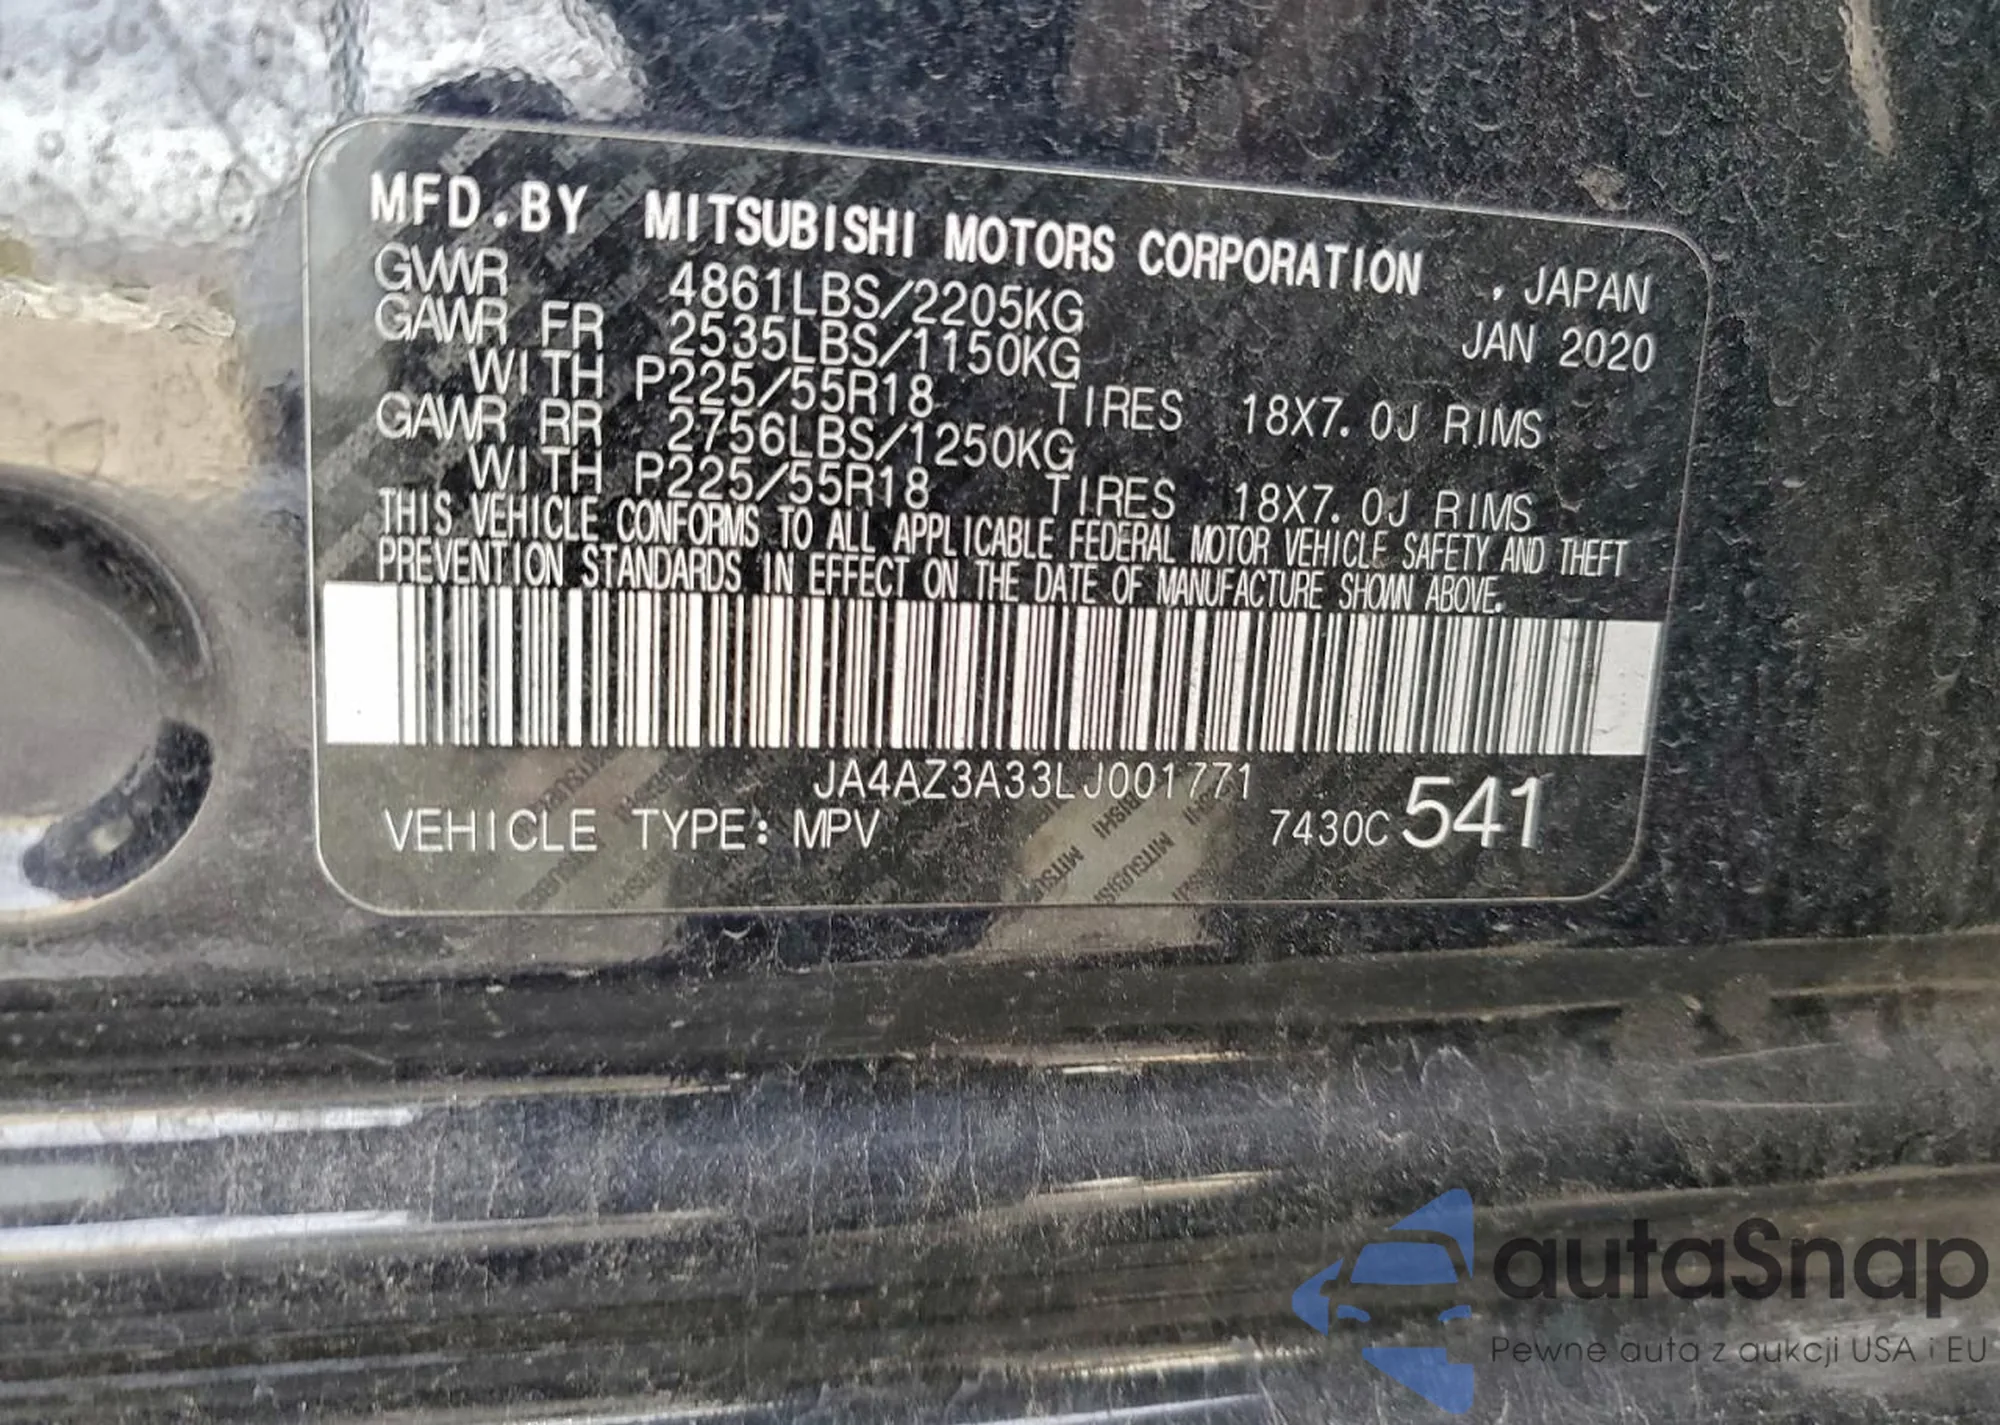 MFD.BY MITSUBISHI MOTORS CORPORATION , JAPAN
GVWR 4861LBS/2205KG JAN 2020
GAWR FR 2535LBS/1150KG
WITH P225/55R18 TIRES 18X7.0J RIMS
GAWR RR 2756LBS/1250KG
WITH P225/55R18 TIRES 18X7.0J RIMS
THIS VEHICLE CONFORMS TO ALL APPLICABLE FEDERAL MOTOR VEHICLE SAFETY AND THEFT
PREVENTION STANDARDS IN EFFECT ON THE DATE OF MANUFACTURE SHOWN ABOVE.
JA4AZ3A33LJ001771
VEHICLE TYPE: MPV 7430C 541
autaSnap
Pewne auta z aukcji USA i EU